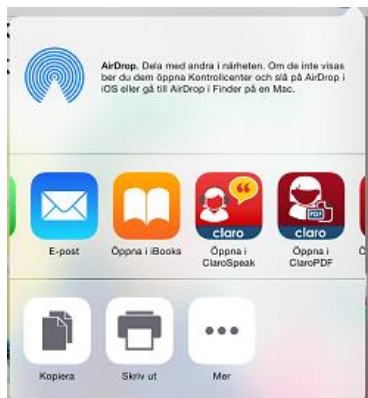 AirDrop. Dela med andra i närheten. Om de inte visas
ber du dem öppna Kontrollcenter och slå på AirDrop i
iOS eller gå till AirDrop i Finder på en Mac.
claro
PDF
claro
E-post
Öppna i iBooks
Öppna i
ClaroSpeak
Öppna i
ClaroPDF
Kopiera
Skriv ut
Mer